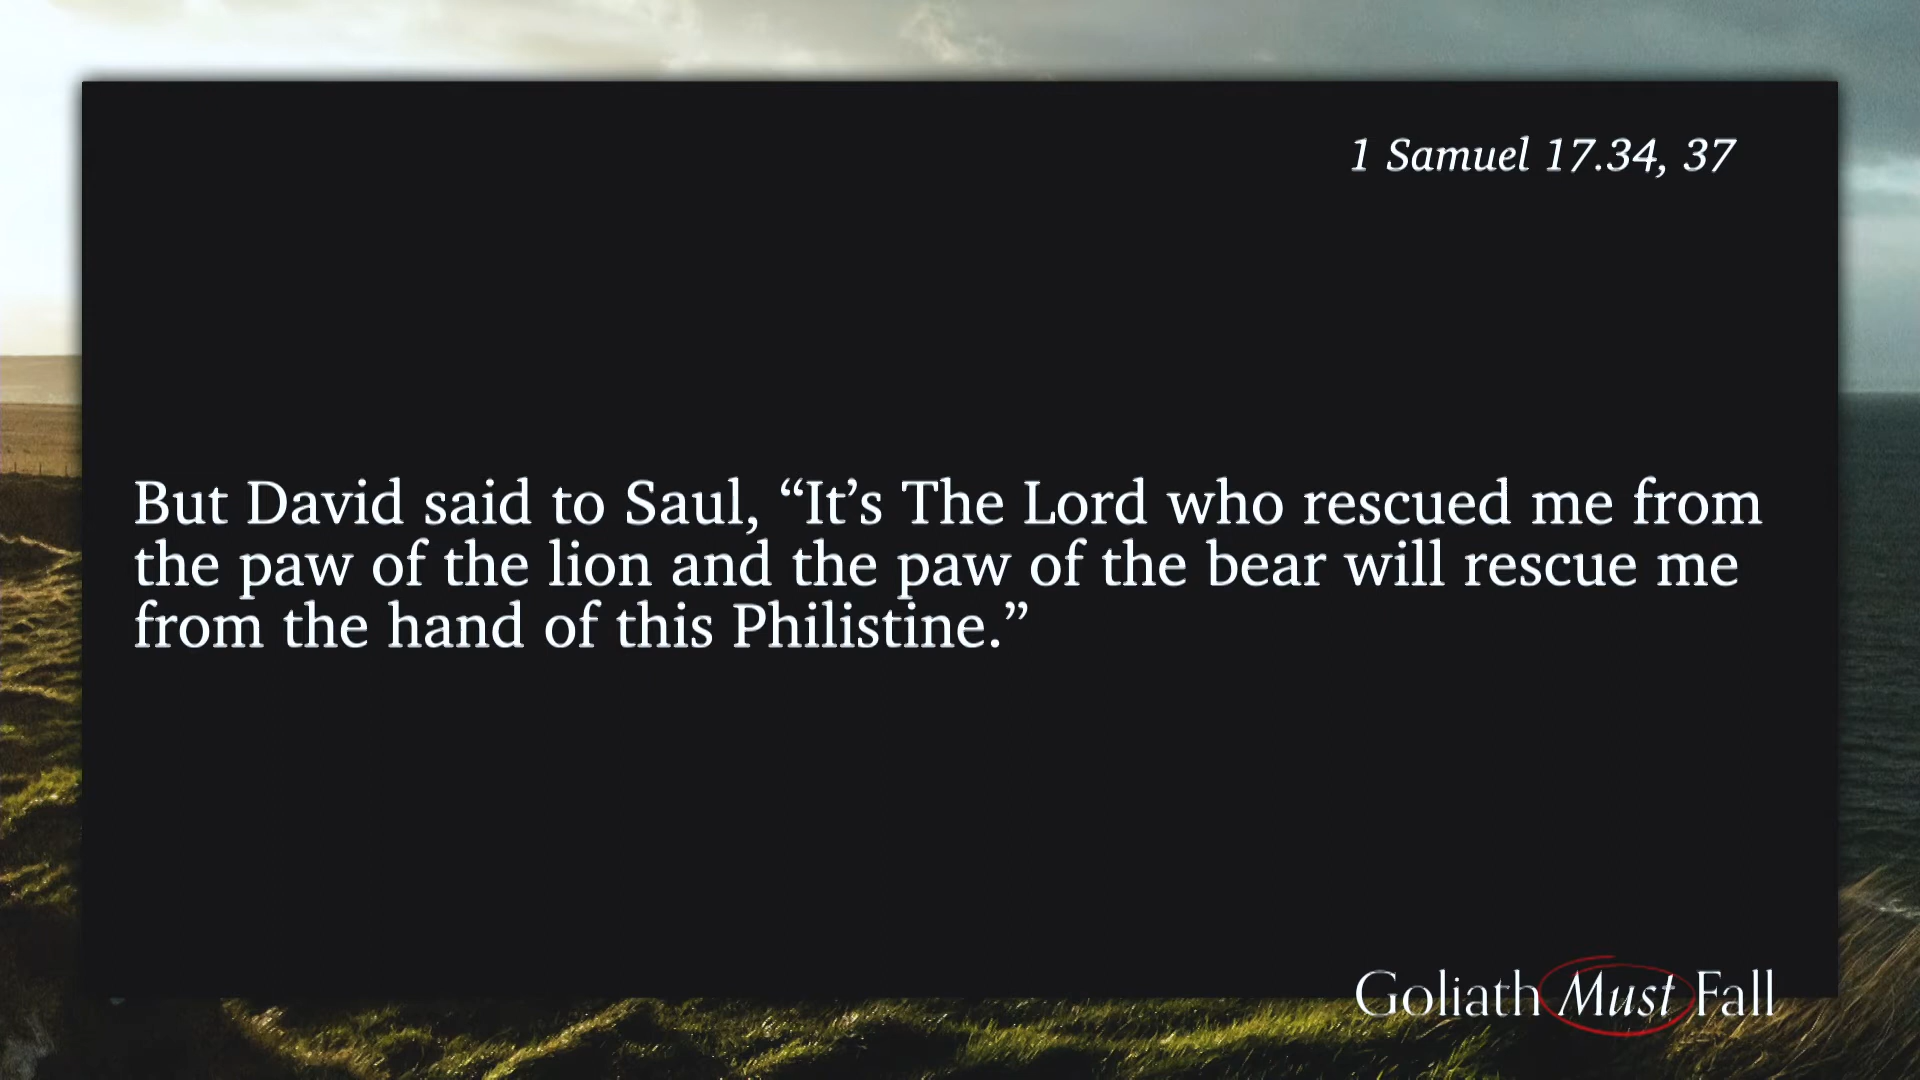 1 Samuel 17.34, 37
But David said to Saul, “It’s The Lord who rescued me from
the paw of the lion and the paw of the bear will rescue me
from the hand of this Philistine.”
Goliath Must Fall